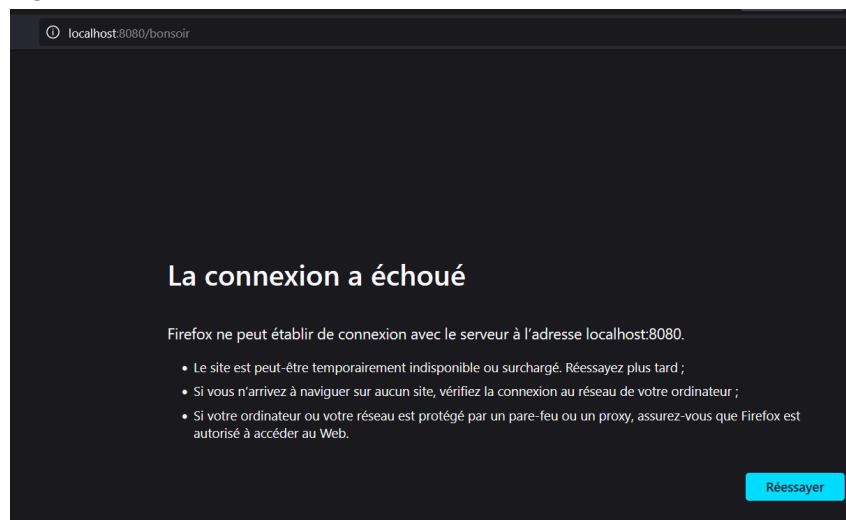 localhost:8080/bonsoir
La connexion a échoué
Firefox ne peut établir de connexion avec le serveur à l’adresse localhost:8080.
• Le site est peut-être temporairement indisponible ou surchargé. Réessayez plus tard ;
• Si vous n’arrivez à naviguer sur aucun site, vérifiez la connexion au réseau de votre ordinateur ;
• Si votre ordinateur ou votre réseau est protégé par un pare-feu ou un proxy, assurez-vous que Firefox est
autorisé à accéder au Web.
Réessayer